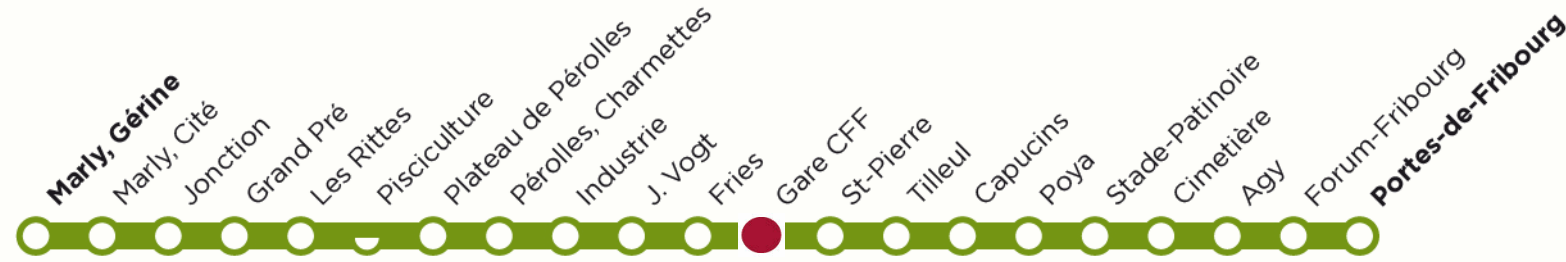 Marly, Gérine
Marly, Cité
Jonction
Grand Pré
Les Rittes
Pisciculture
Plateau de Pérolles
Pérolles, Charmettes
Industrie
J. Vogt
Fries
Gare CFF
St-Pierre
Tilleul
Capucins
Poya
Stade-Patinoire
Cimetière
Agy
Forum-Fribourg
Portes-de-Fribourg